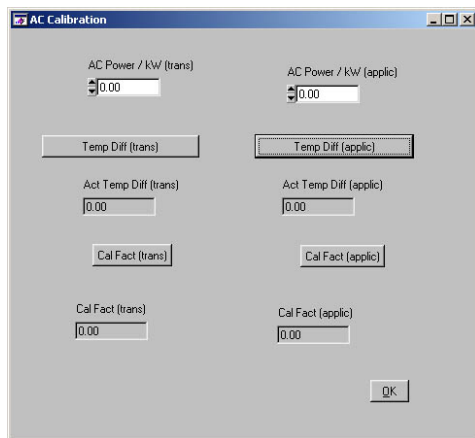 AC Calibration
AC Power / kW (trans)
0.00
AC Power / kW (applic)
0.00
Temp Diff (trans)
Temp Diff (applic)
Act Temp Diff (trans)
0.00
Act Temp Diff (applic)
0.00
Cal Fact (trans)
Cal Fact (applic)
Cal Fact (trans)
0.00
Cal Fact (applic)
0.00
OK